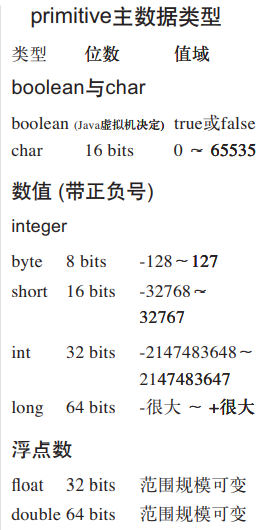 primitive主数据类型
类型 位数 值域
boolean与char
boolean (Java虚拟机决定) true或false
char 16 bits 0 ~ 65535
数值 (带正负号)
integer
byte 8 bits -128 ~ 127
short 16 bits -32768 ~
32767
int 32 bits -2147483648 ~
2147483647
long 64 bits -很大 ~ +很大
浮点数
float 32 bits 范围规模可变
double 64 bits 范围规模可变